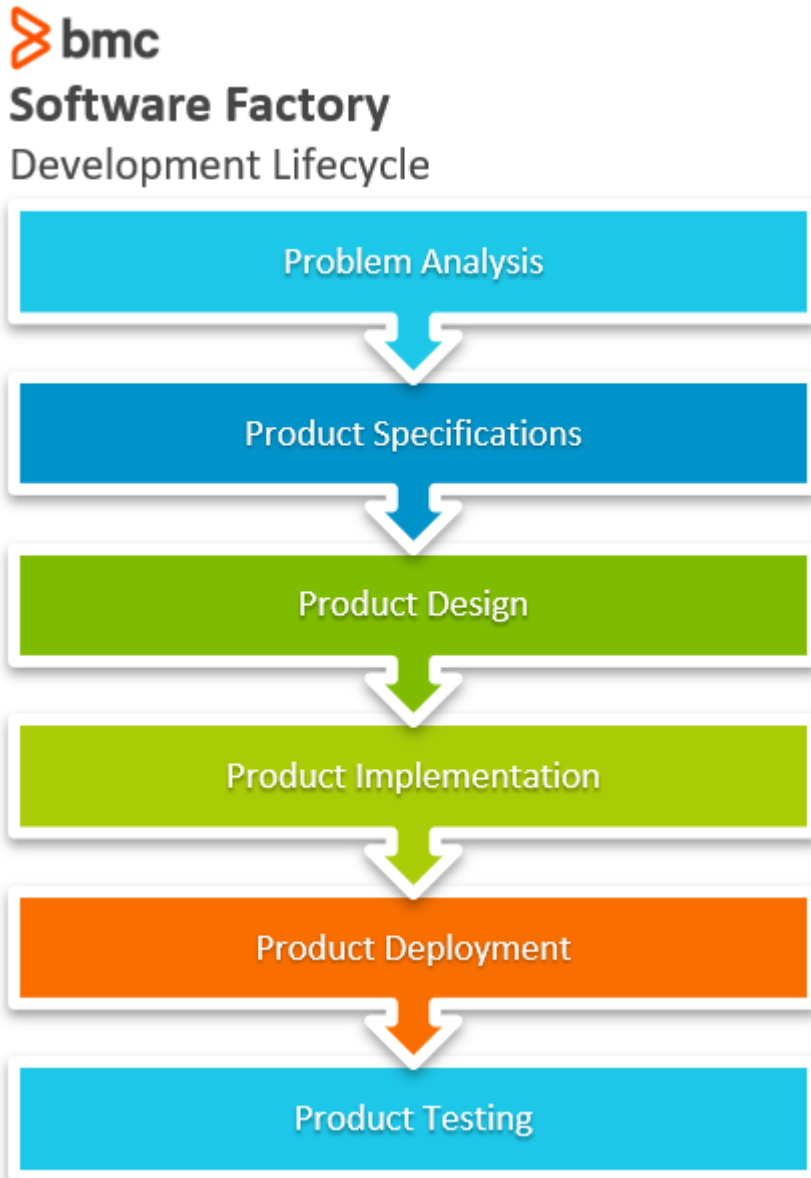 bmc
Software Factory
Development Lifecycle
Problem Analysis
Product Specifications
Product Design
Product Implementation
Product Deployment
Product Testing